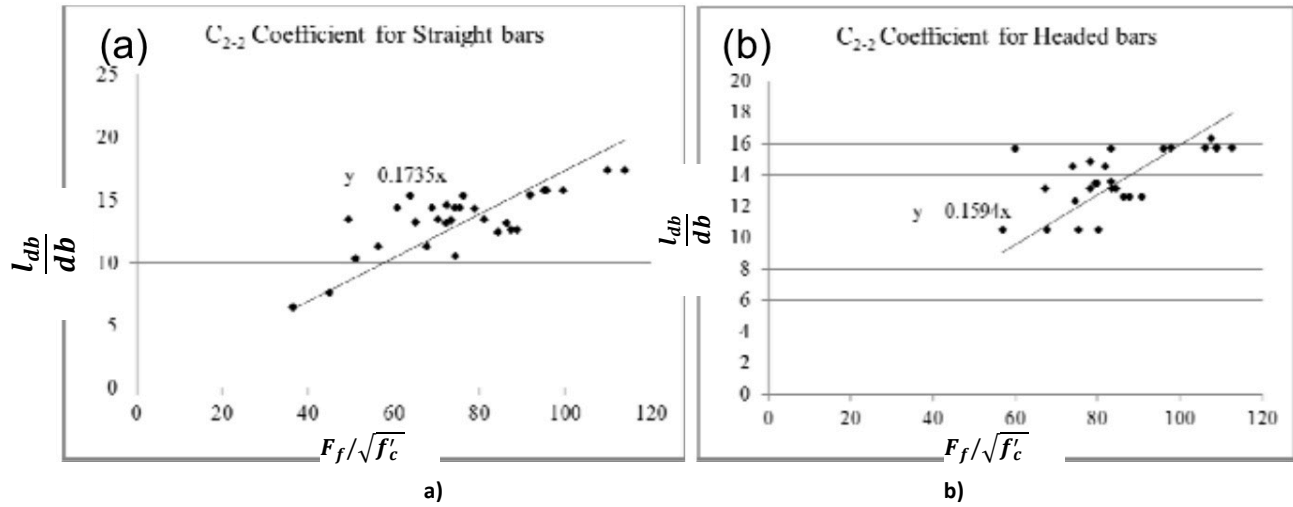 (a)
C2-2 Coefficient for Straight bars
25
20
15
10
5
0
y 0.1735x
ldb
db
0 20 40 60 80 100 120
Ff/√f′c
a)
(b)
C2-2 Coefficient for Headed bars
20
18
16
14
12
10
8
6
4
2
0
y 0.1594x
ldb
db
0 20 40 60 80 100 120
Ff/√f′c
b)